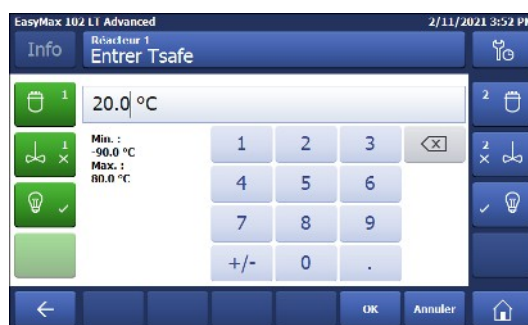 EasyMax 102 LT Advanced 2/11/2021 3:52 PM
Info
Réacteur 1
Entrer Tsafe
1
20.0 °C
2
Min. :
-90.0 °C
Max. :
80.0 °C
1 2 3
1
2
4 5 6
7 8 9
+/- 0 .
OK Annuler